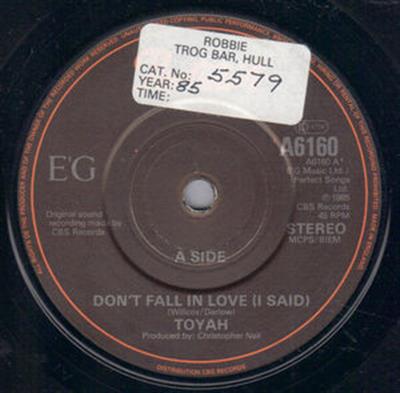 ROBBIE
TROG BAR, HULL
CAT. No: 5579
YEAR: 85
TIME:
E'G
A6160
A6160 A*
(E'G Music Ltd./
Perfect Songs
Ltd.
℗ 1985
CBS Records
45 RPM
STEREO
MCPS/BIEM
Original sound
recording made by
CBS Records
A SIDE
DON'T FALL IN LOVE (I SAID)
(Willcox/Darlow)
TOYAH
Produced by: Christopher Neil
DISTRIBUTION CBS RECORDS